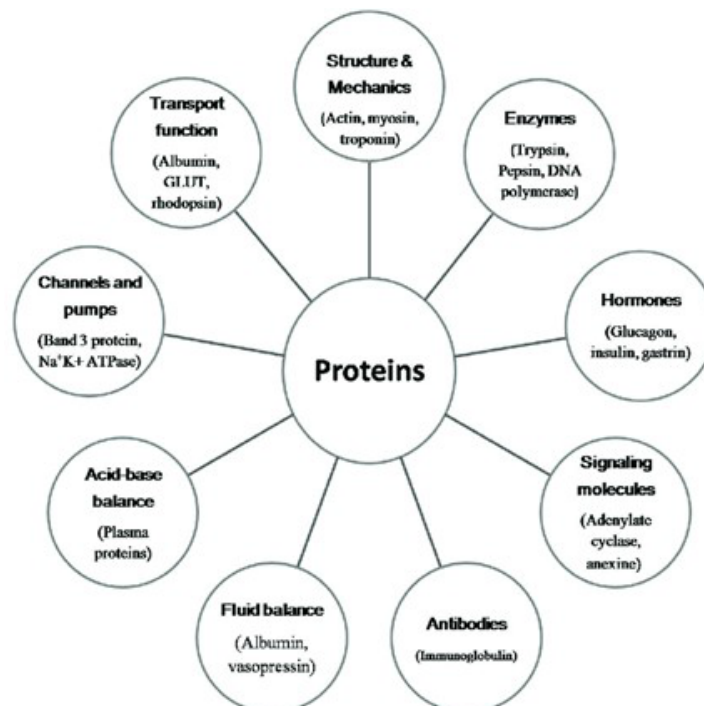 Structure &
Mechanics
(Actin, myosin,
troponin)
Enzymes
(Trypsin,
Pepsin, DNA
polymerase)
Hormones
(Glucagon,
insulin, gastrin)
Signaling
molecules
(Adenylate
cyclase,
anexine)
Antibodies
(Immunoglobulin)
Fluid balance
(Albumin,
vasopressin)
Acid-base
balance
(Plasma
proteins)
Channels and
pumps
(Band 3 protein,
Na⁺K+ ATPase)
Transport
function
(Albumin,
GLUT,
rhodopsin)
Proteins